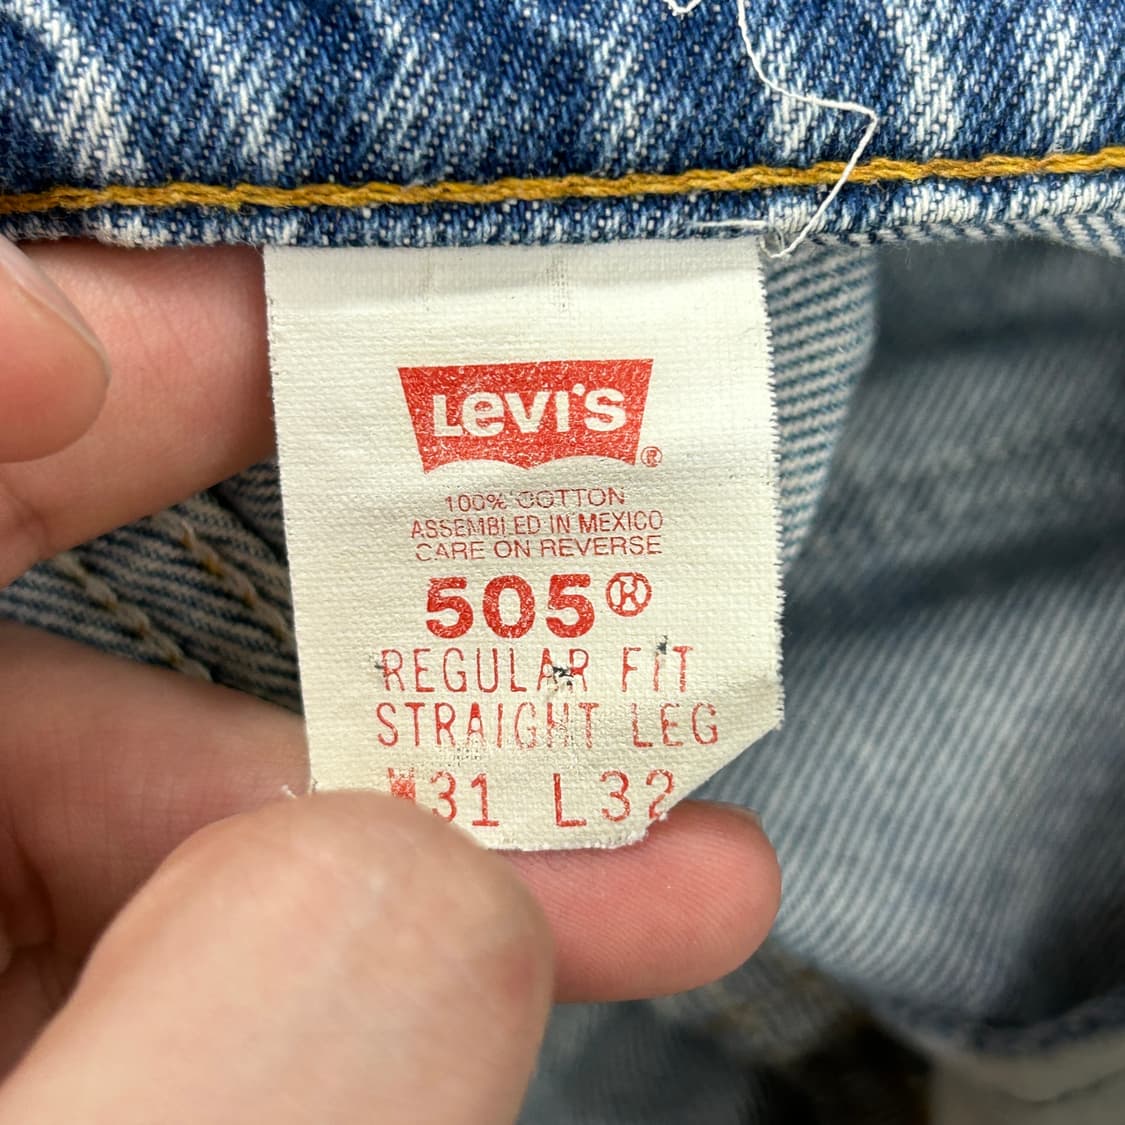 LEVI'S ®
100% COTTON
ASSEMBLED IN MEXICO
CARE ON REVERSE
505®
REGULAR FIT
STRAIGHT LEG
W31 L32